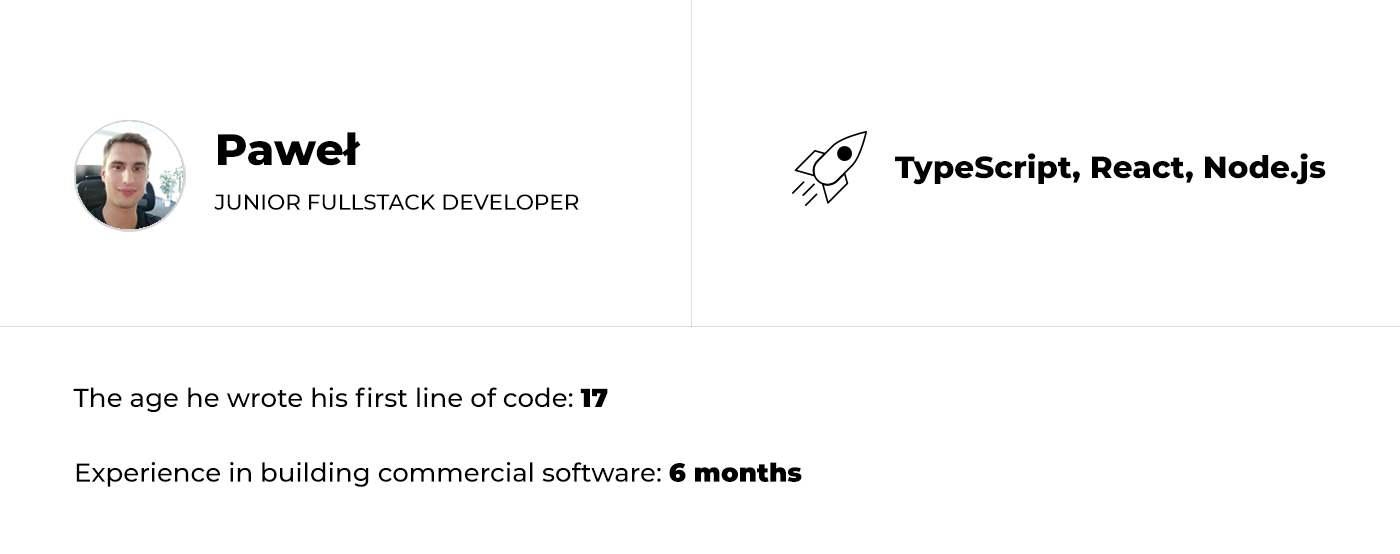 Paweł
JUNIOR FULLSTACK DEVELOPER
TypeScript, React, Node.js
The age he wrote his first line of code: 17
Experience in building commercial software: 6 months